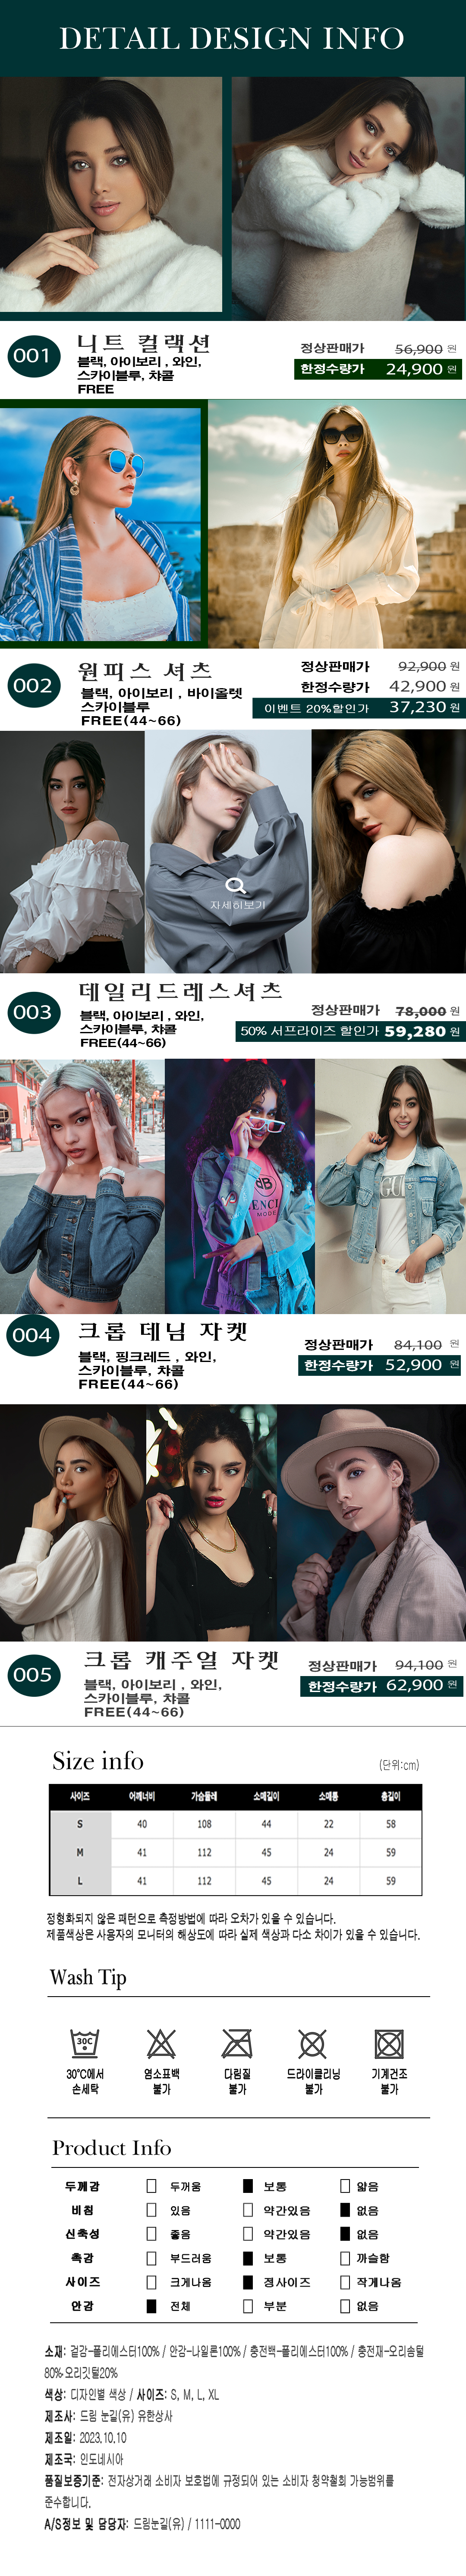 DETAIL DESIGN INFO
001
니트 컬랙션
블랙, 아이보리 , 와인,
스카이블루, 챠콜
FREE
정상판매가 56,900 원
한정수량가 24,900 원
002
원피스 셔츠
블랙, 아이보리 , 바이올렛
스카이블루
FREE(44~66)
정상판매가 92,900 원
한정수량가 42,900 원
이벤트 20%할인가 37,230 원
자세히보기
003
데일리드레스셔츠
블랙, 아이보리 , 와인,
스카이블루, 챠콜
FREE(44~66)
정상판매가 78,000 원
50% 서프라이즈 할인가 59,280 원
004
크롭 데님 자켓
블랙, 핑크레드 , 와인,
스카이블루, 챠콜
FREE(44~66)
정상판매가 84,100 원
한정수량가 52,900 원
005
크롭 캐주얼 자켓
블랙, 아이보리 , 와인,
스카이블루, 챠콜
FREE(44~66)
정상판매가 94,100 원
한정수량가 62,900 원
Size info (단위:cm)
사이즈 어깨너비 가슴둘레 소매길이 소매통 총길이
S 40 108 44 22 58
M 41 112 45 24 59
L 41 112 45 24 59
정형화되지 않은 패턴으로 측정방법에 따라 오차가 있을 수 있습니다.
제품색상은 사용자의 모니터의 해상도에 따라 실제 색상과 다소 차이가 있을 수 있습니다.
Wash Tip
30C
30°C에서 염소표백 다림질 드라이클리닝 기계건조
손세탁 불가 불가 불가 불가
Product Info
두께감 두꺼움 보통 얇음
비침 있음 약간있음 없음
신축성 좋음 약간있음 없음
촉감 부드러움 보통 까슬함
사이즈 크게나옴 정사이즈 작게나옴
안감 전체 부분 없음
소재: 겉감-폴리에스터100% / 안감-나일론100% / 충전백-폴리에스터100% / 충전재-오리솜털
80%오리깃털20%
색상: 디자인별 색상 / 사이즈: S, M, L, XL
제조사: 드림 눈길(유) 유한상사
제조일: 2023.10.10
제조국: 인도네시아
품질보증기준: 전자상거래 소비자 보호법에 규정되어 있는 소비자 청약철회 가능범위를
준수합니다.
A/S정보 및 담당자: 드림눈길(유) / 1111-0000